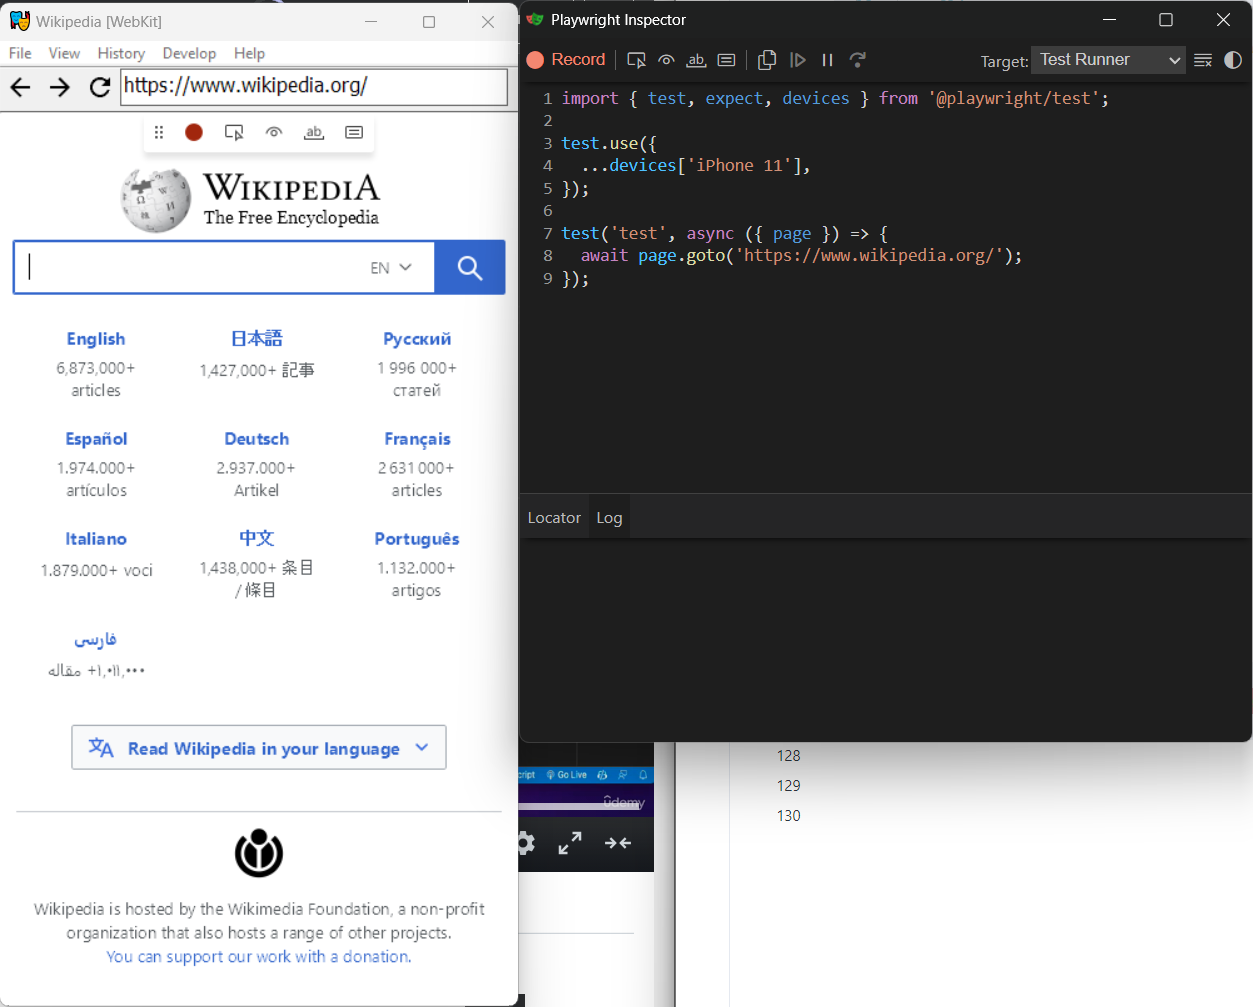 Wikipedia [WebKit]
File View History Develop Help
https://www.wikipedia.org/
ab
WIKIPEDIA
The Free Encyclopedia
EN
English
6,873,000+
articles
日本語
1,427,000+ 記事
Русский
1 996 000+
статей
Español
1.974.000+
artículos
Deutsch
2.937.000+
Artikel
Français
2 631 000+
articles
Italiano
1.879.000+ voci
中文
1,438,000+ 条目
/ 條目
Português
1.132.000+
artigos
فارسی
۱٬۰۱۱٬۰۰۰+ مقاله
Read Wikipedia in your language
Wikipedia is hosted by the Wikimedia Foundation, a non-profit
organization that also hosts a range of other projects.
You can support our work with a donation.
Playwright Inspector
Record
ab
Target: Test Runner
1 import { test, expect, devices } from '@playwright/test';
2
3 test.use({
4 ...devices['iPhone 11'],
5 });
6
7 test('test', async ({ page }) => {
8 await page.goto('https://www.wikipedia.org/');
9 });
Locator Log
cript Go Live
ûdemy
128
129
130